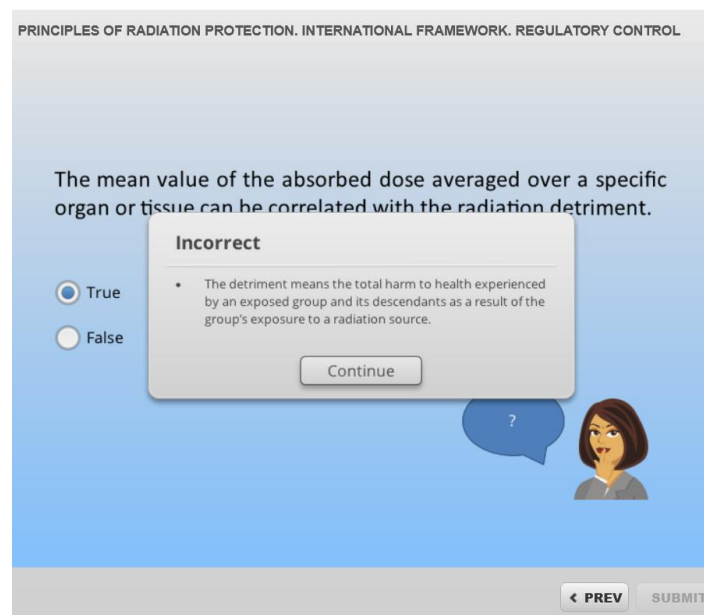 PRINCIPLES OF RADIATION PROTECTION. INTERNATIONAL FRAMEWORK. REGULATORY CONTROL
The mean value of the absorbed dose averaged over a specific
organ or tissue can be correlated with the radiation detriment.
Incorrect
• The detriment means the total harm to health experienced
by an exposed group and its descendants as a result of the
group's exposure to a radiation source.
True
False
Continue
?
< PREV
SUBMIT